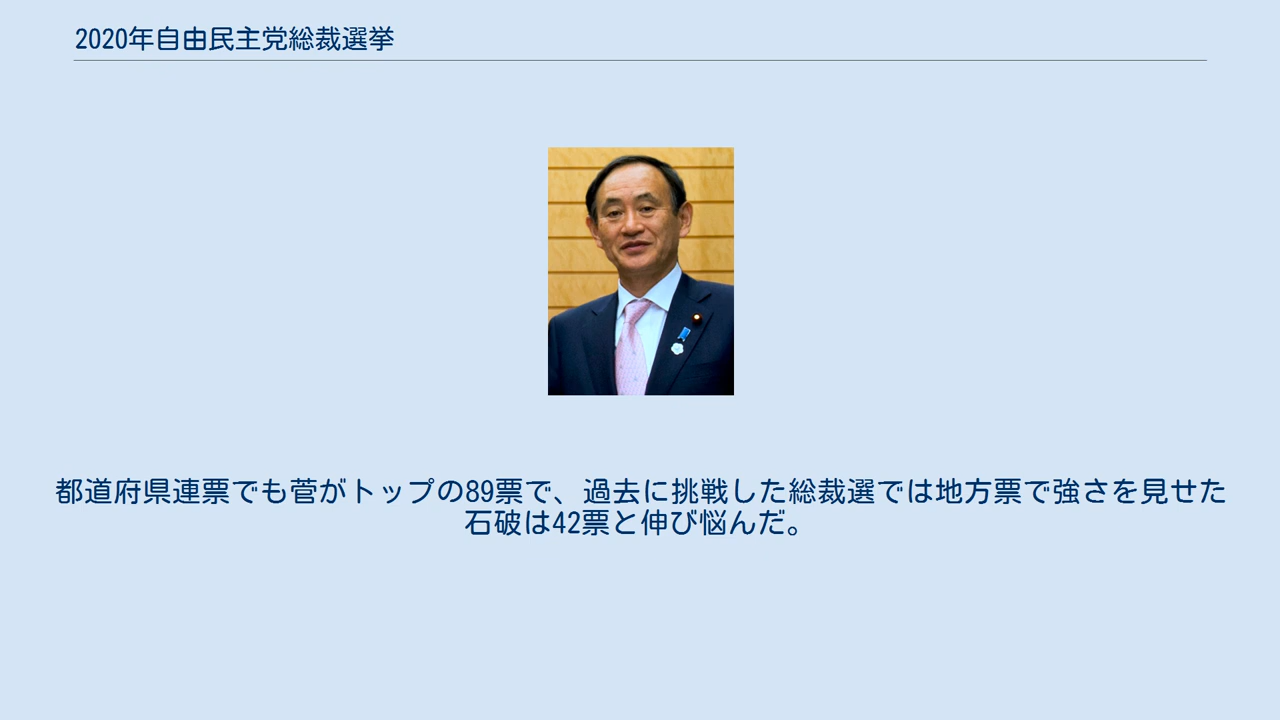 2020年自由民主党総裁選挙
都道府県連票でも菅がトップの89票で、過去に挑戦した総裁選では地方票で強さを見せた
石破は42票と伸び悩んだ。